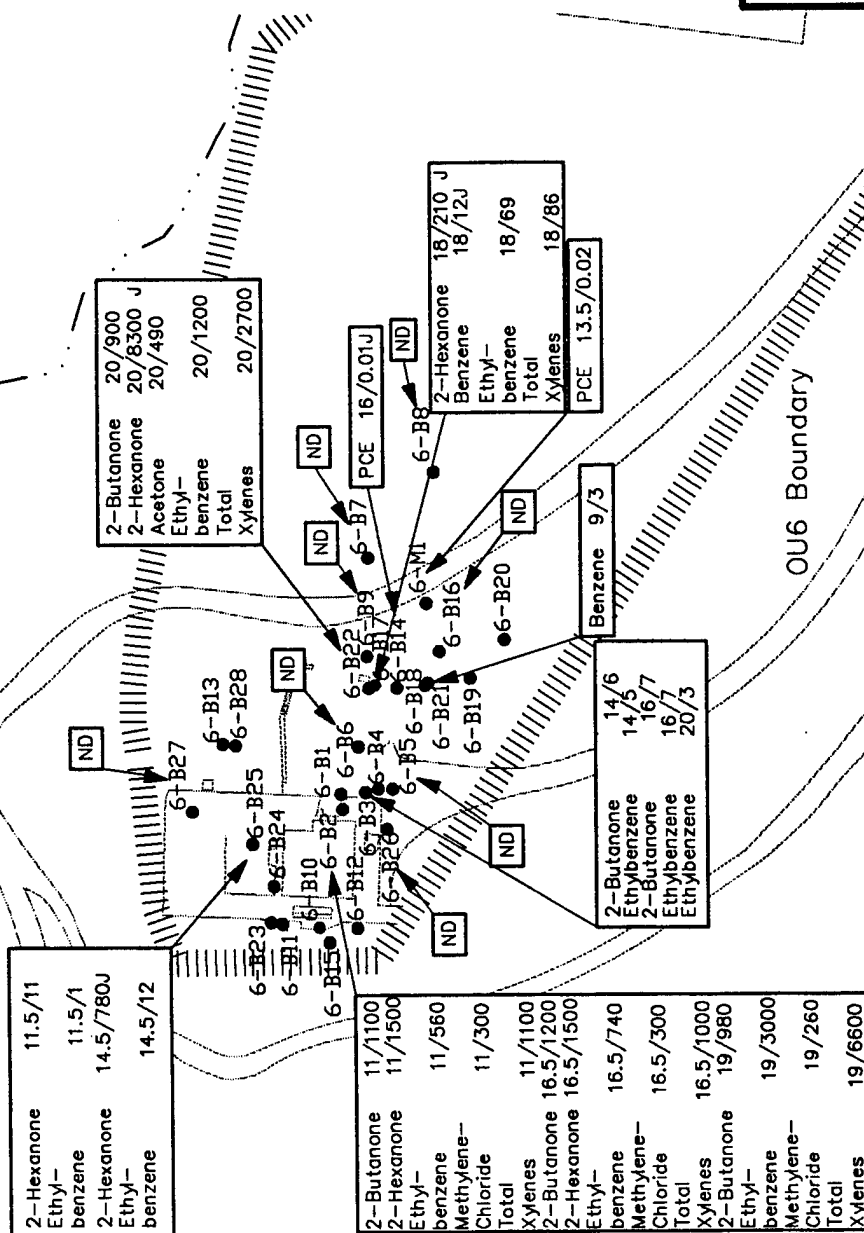 2-Butanone 20/900
2-Hexanone 20/8300 J
Acetone 20/490
Ethyl-
benzene 20/1200
Total
Xylenes 20/2700
2-Hexanone 18/210 J
Benzene 18/12J
Ethyl-
benzene 18/69
Total
Xylenes 18/86
PCE 16/0.01J
PCE 13.5/0.02
ND
ND
ND
ND
ND
ND
ND
ND
Benzene 9/3
2-Butanone 14/6
Ethylbenzene 14/5
2-Butanone 16/7
Ethylbenzene 16/7
Ethylbenzene 20/3
2-Hexanone 11.5/11
Ethyl-
benzene 11.5/1
2-Hexanone 14.5/780J
Ethyl-
benzene 14.5/12
2-Butanone 11/1100
2-Hexanone 11/1500
Ethyl-
benzene 11/560
Methylene-
Chloride 11/300
Total
Xylenes 11/1100
2-Butanone 16.5/1200
2-Hexanone 16.5/1500
Ethyl-
benzene 16.5/740
Methylene-
Chloride 16.5/300
Total
Xylenes 16.5/1000
2-Butanone 19/980
Ethyl-
benzene 19/3000
Methylene-
Chloride 19/260
Total
Xylenes 19/6600
6-B27
6-B13
6-B28
6-B25
6-B24
6-B23
6-B11
6-B10
6-B15
6-B12
6-B1
6-B2
6-B6
6-B3
6-B4
6-B5
6-B26
6-B22
6-B9
6-B7
6-B8
6-B14
6-M1
6-B16
6-B18
6-B21
6-B19
6-B20
OU6 Boundary